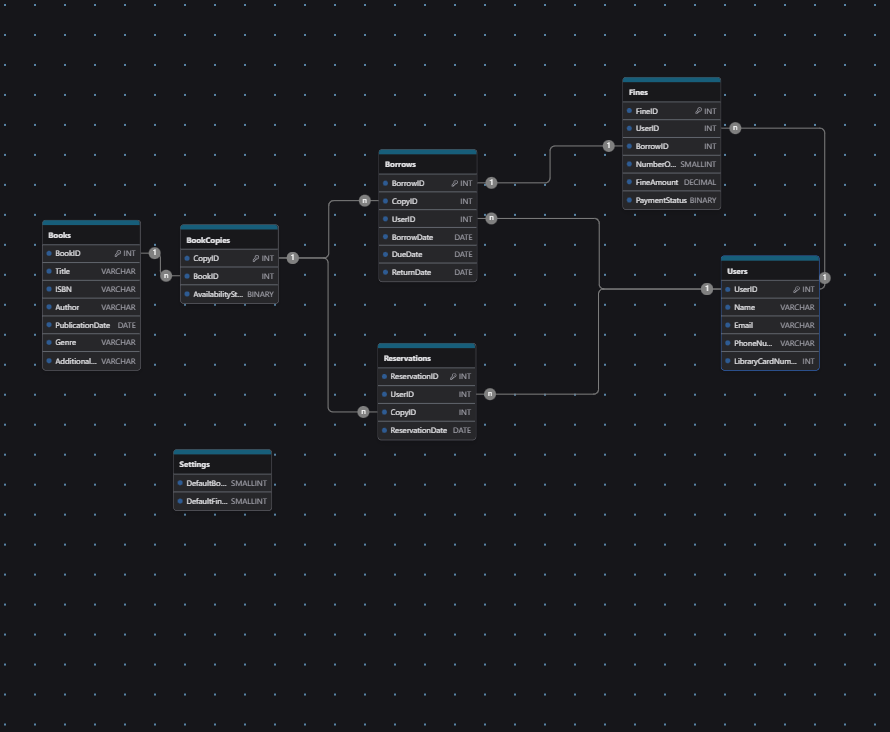 Books
BookID INT
Title VARCHAR
ISBN VARCHAR
Author VARCHAR
PublicationDate DATE
Genre VARCHAR
Additional... VARCHAR
1
n
BookCopies
CopyID INT
BookID INT
AvailabilitySt... BINARY
1
n
n
Borrows
BorrowID INT
CopyID INT
UserID INT
BorrowDate DATE
DueDate DATE
ReturnDate DATE
1
n
Reservations
ReservationID INT
UserID INT
CopyID INT
ReservationDate DATE
n
Settings
DefaultBo... SMALLINT
DefaultFin... SMALLINT
1
Fines
FineID INT
UserID INT
BorrowID INT
NumberO... SMALLINT
FineAmount DECIMAL
PaymentStatus BINARY
n
1
1
Users
UserID INT
Name VARCHAR
Email VARCHAR
PhoneNu... VARCHAR
LibraryCardNum... INT